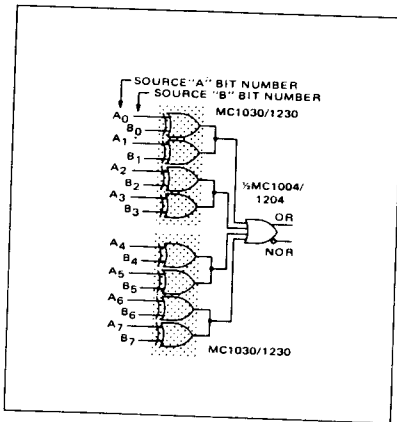 SOURCE "A" BIT NUMBER
SOURCE "B" BIT NUMBER
MC1030/1230
A0
B0
A1
B1
A2
B2
A3
B3
½MC1004/
1204
OR
NOR
A4
B4
A5
B5
A6
B6
A7
B7
MC1030/1230